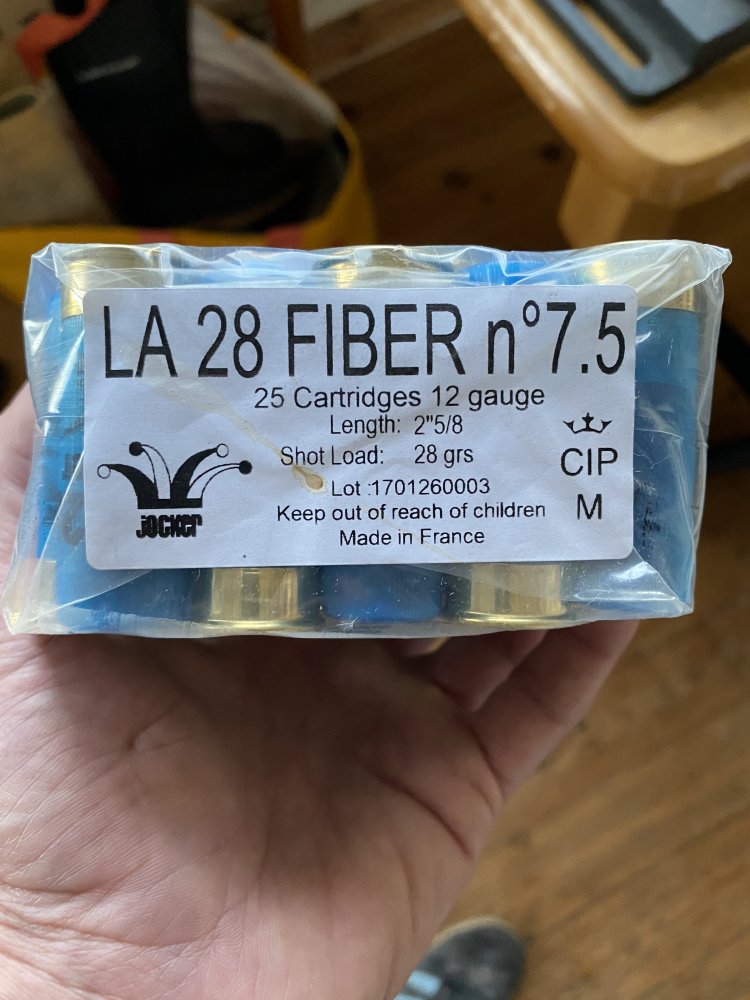 LA 28 FIBER n°7.5
25 Cartridges 12 gauge
Length: 2"5/8
Shot Load: 28 grs
Lot :1701260003
Keep out of reach of children
Made in France
jocker
CIP
M